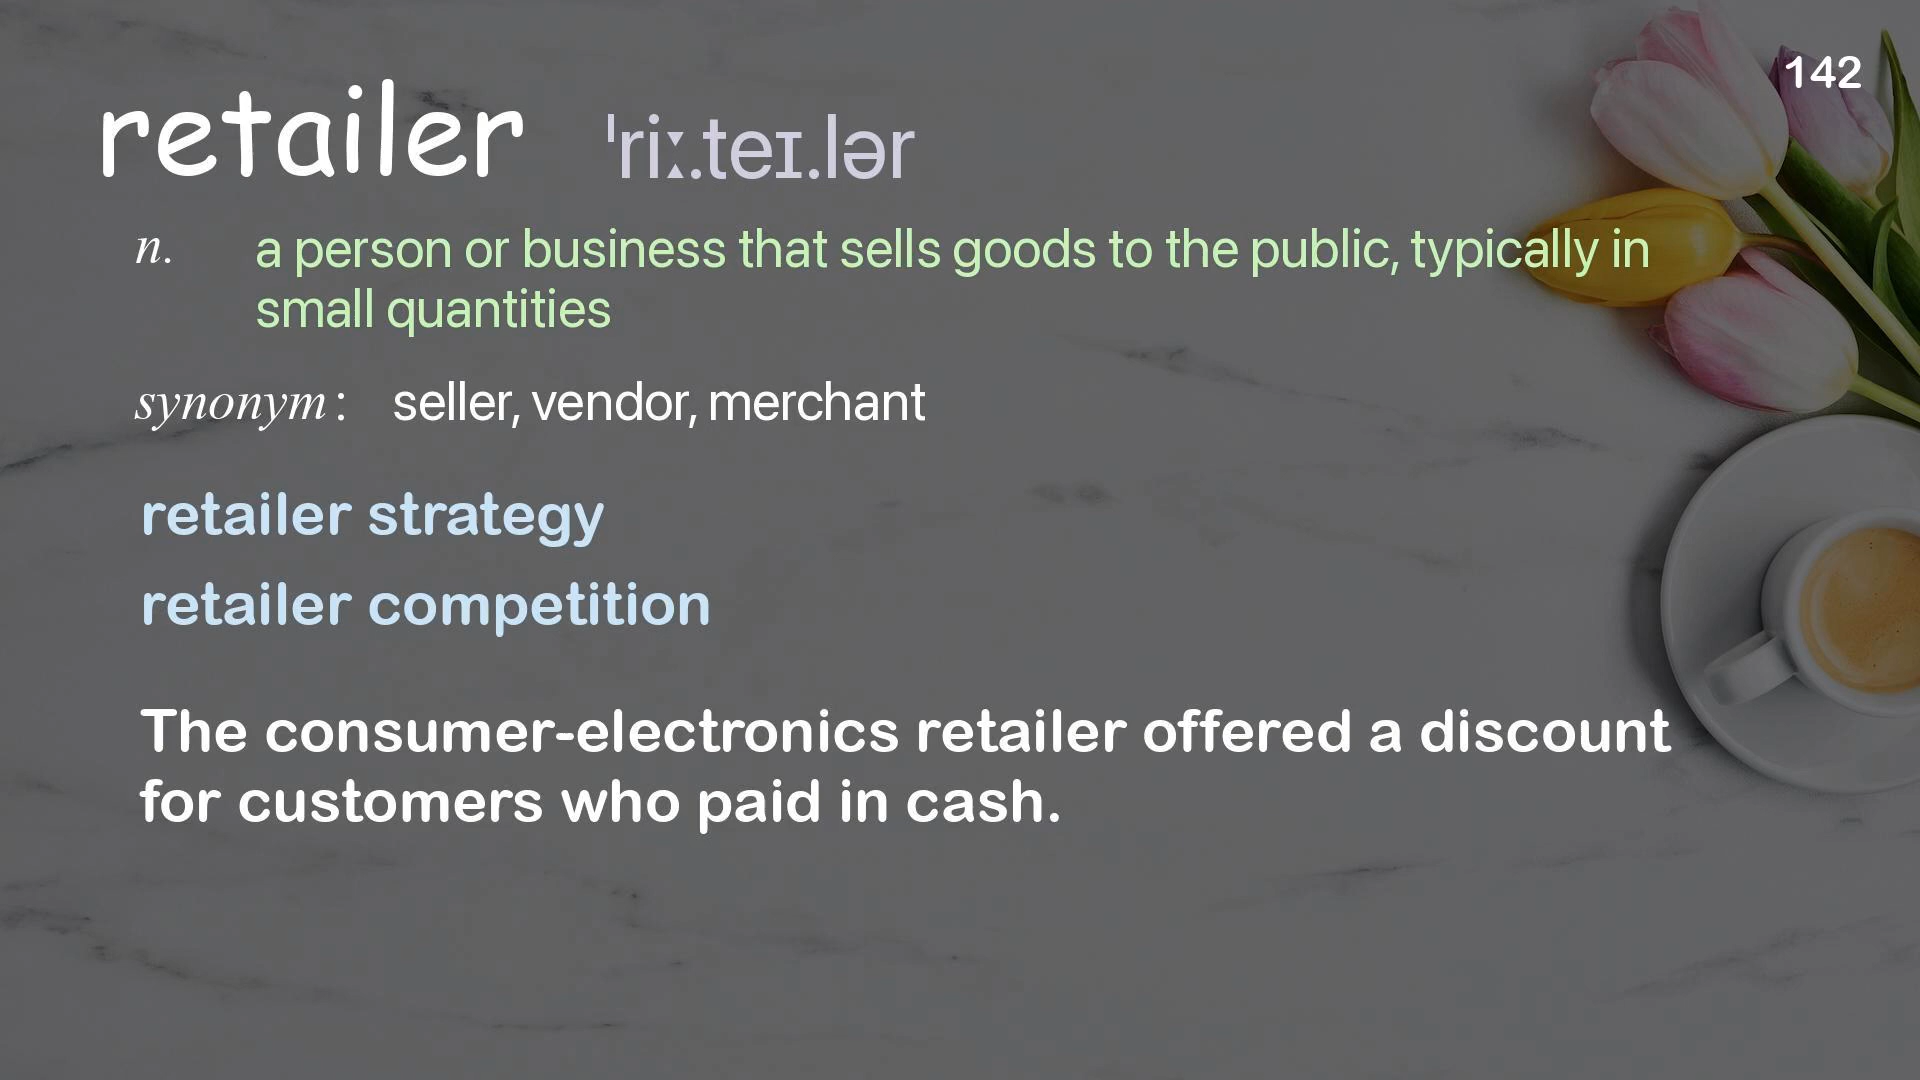 142
retailer ˈriː.teɪ.lər
n. a person or business that sells goods to the public, typically in
small quantities
synonym: seller, vendor, merchant
retailer strategy
retailer competition
The consumer-electronics retailer offered a discount
for customers who paid in cash.